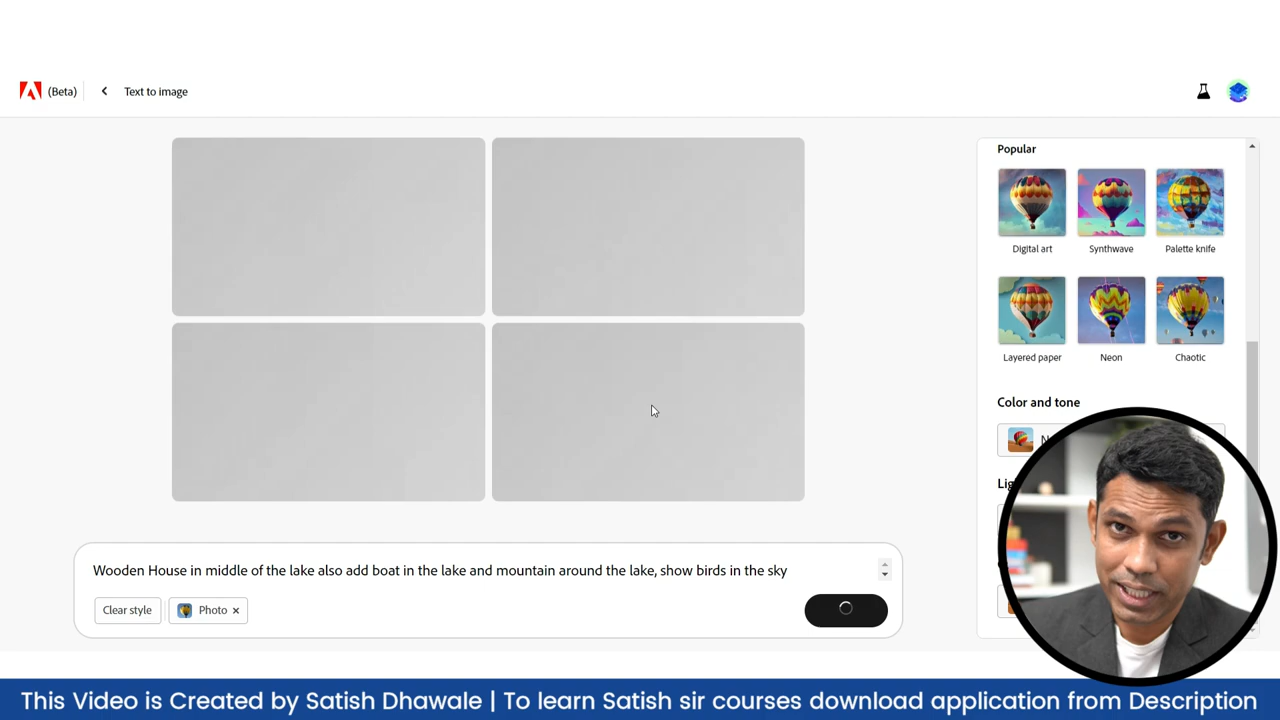 (Beta)
Text to image
Popular
Digital art
Synthwave
Palette knife
Layered paper
Neon
Chaotic
Color and tone
Wooden House in middle of the lake also add boat in the lake and mountain around the lake, show birds in the sky
Clear style
Photo
This Video is Created by Satish Dhawale | To learn Satish sir courses download application from Description